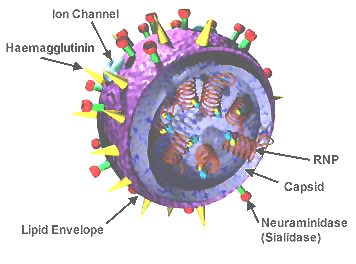 Ion Channel
Haemagglutinin
RNP
Capsid
Lipid Envelope
Neuraminidase
(Sialidase)